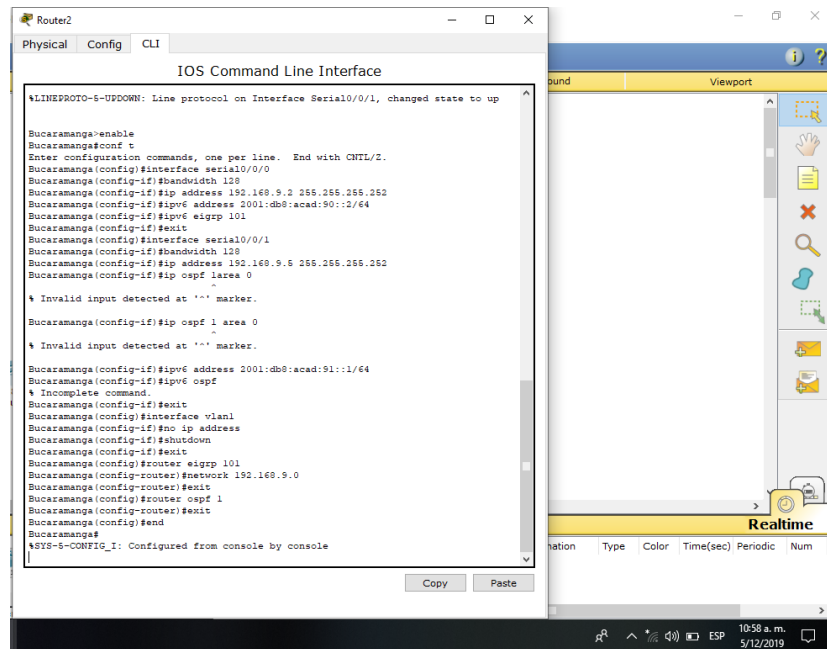 Router2
Physical Config CLI
IOS Command Line Interface
%LINEPROTO-5-UPDOWN: Line protocol on Interface Serial0/0/1, changed state to up
Bucaramanga>enable
Bucaramanga#conf t
Enter configuration commands, one per line. End with CNTL/Z.
Bucaramanga(config)#interface serial0/0/0
Bucaramanga(config-if)#bandwidth 128
Bucaramanga(config-if)#ip address 192.168.9.2 255.255.255.252
Bucaramanga(config-if)#ipv6 address 2001:db8:acad:90::2/64
Bucaramanga(config-if)#ipv6 eigrp 101
Bucaramanga(config-if)#exit
Bucaramanga(config)#interface serial0/0/1
Bucaramanga(config-if)#bandwidth 128
Bucaramanga(config-if)#ip address 192.168.9.5 255.255.255.252
Bucaramanga(config-if)#ip ospf 1area 0
^
% Invalid input detected at '^' marker.
Bucaramanga(config-if)#ip ospf 1 area 0
^
% Invalid input detected at '^' marker.
Bucaramanga(config-if)#ipv6 address 2001:db8:acad:91::1/64
Bucaramanga(config-if)#ipv6 ospf
% Incomplete command.
Bucaramanga(config-if)#exit
Bucaramanga(config)#interface vlan1
Bucaramanga(config-if)#no ip address
Bucaramanga(config-if)#shutdown
Bucaramanga(config-if)#exit
Bucaramanga(config)#router eigrp 101
Bucaramanga(config-router)#network 192.168.9.0
Bucaramanga(config-router)#exit
Bucaramanga(config)#router ospf 1
Bucaramanga(config-router)#exit
Bucaramanga(config)#end
Bucaramanga#
%SYS-5-CONFIG_I: Configured from console by console
Copy Paste
ound Viewport
Realtime
nation Type Color Time(sec) Periodic Num
ESP
10:58 a. m.
5/12/2019